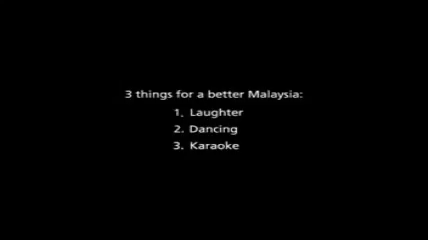 3 things for a better Malaysia:
1. Laughter
2. Dancing
3. Karaoke